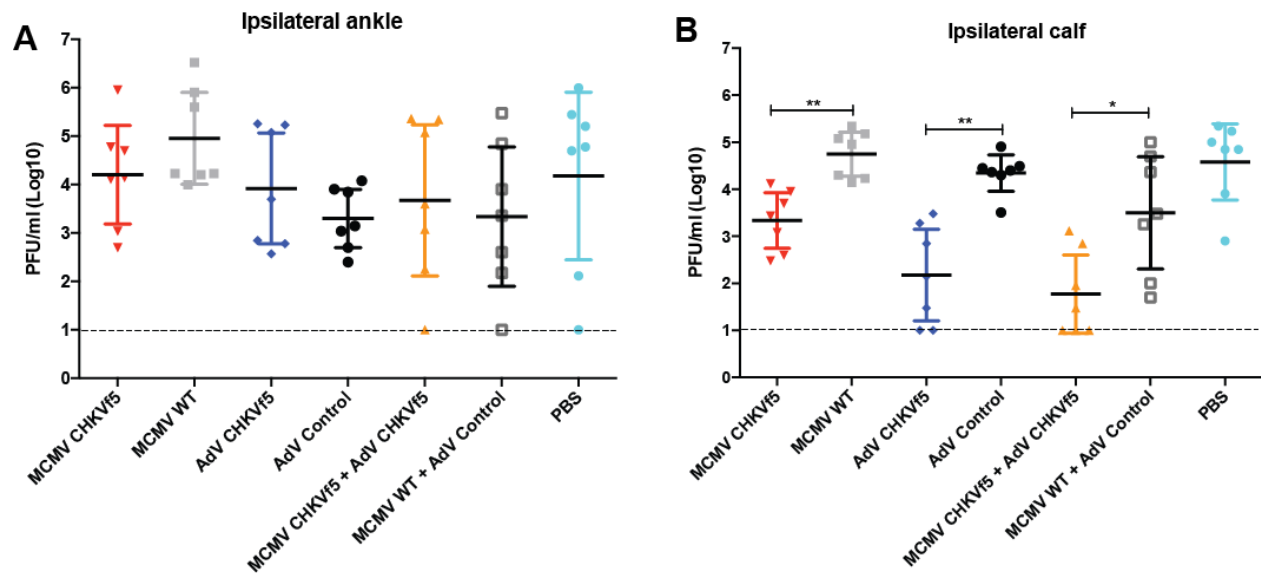 A
Ipsilateral ankle
PFU/ml (Log10)
7
6
5
4
3
2
1
0
MCMV CHKVf5
MCMV WT
AdV CHKVf5
AdV Control
MCMV CHKVf5 + AdV CHKVf5
MCMV WT + AdV Control
PBS
B
Ipsilateral calf
PFU/ml (Log10)
7
6
5
4
3
2
1
0
**
**
*
MCMV CHKVf5
MCMV WT
AdV CHKVf5
AdV Control
MCMV CHKVf5 + AdV CHKVf5
MCMV WT + AdV Control
PBS